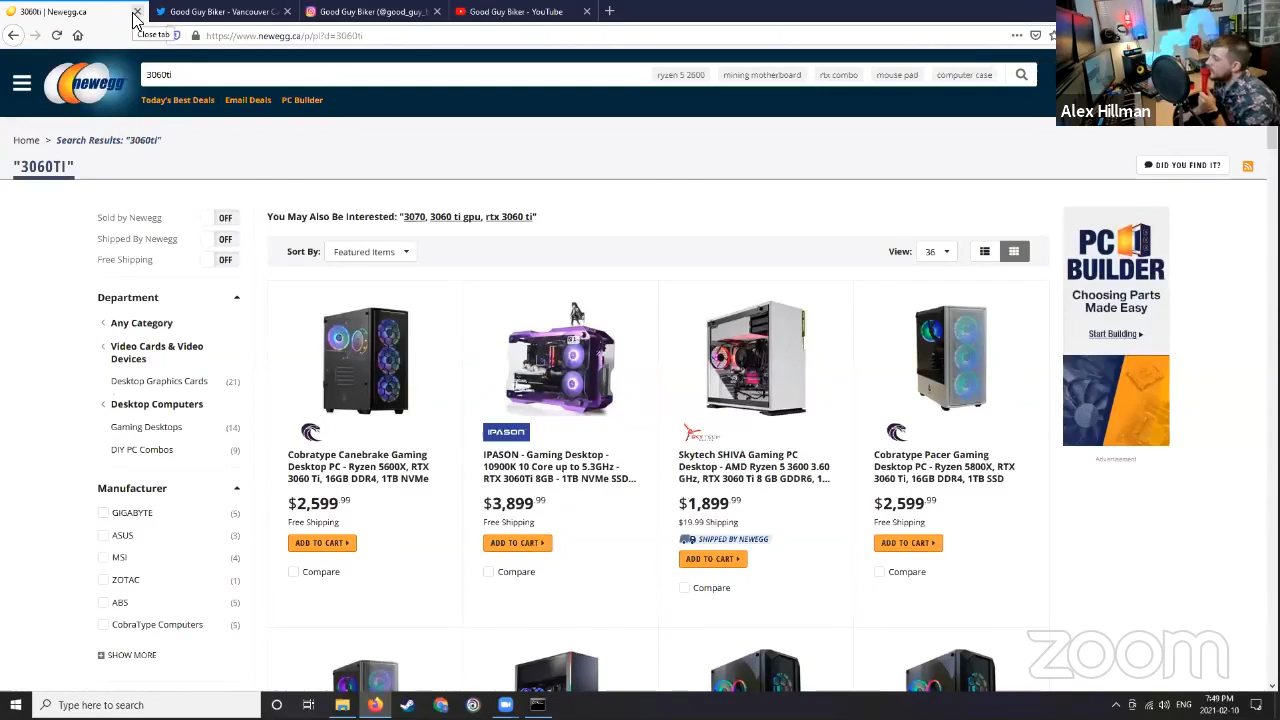 3060ti | Newegg.ca
Good Guy Biker - Vancouver C
Good Guy Biker (@good_guy_b
Good Guy Biker - YouTube
Close tab
https://www.newegg.ca/p/pl?d=3060ti
newegg
3060ti
ryzen 5 2600
mining motherboard
rtx combo
mouse pad
computer case
Today's Best Deals
Email Deals
PC Builder
Alex Hillman
Home > Search Results: "3060ti"
"3060TI"
DID YOU FIND IT?
Sold by Newegg OFF
Shipped By Newegg OFF
Free Shipping OFF
Department
Any Category
Video Cards & Video
Devices
Desktop Graphics Cards (21)
Desktop Computers
Gaming Desktops (14)
DIY PC Combos (9)
Manufacturer
GIGABYTE (5)
ASUS (3)
MSI (4)
ZOTAC (1)
ABS (5)
CobraType Computers (5)
SHOW MORE
You May Also Be Interested: "3070, 3060 ti gpu, rtx 3060 ti"
Sort By: Featured Items
View: 36
Cobratype Canebrake Gaming
Desktop PC - Ryzen 5600X, RTX
3060 Ti, 16GB DDR4, 1TB NVMe
$2,599.99
Free Shipping
ADD TO CART
Compare
IPASON
IPASON - Gaming Desktop -
10900K 10 Core up to 5.3GHz -
RTX 3060Ti 8GB - 1TB NVMe SSD...
$3,899.99
Free Shipping
ADD TO CART
Compare
Skytech SHIVA Gaming PC
Desktop - AMD Ryzen 5 3600 3.60
GHz, RTX 3060 Ti 8 GB GDDR6, 1...
$1,899.99
$19.99 Shipping
SHIPPED BY NEWEGG
ADD TO CART
Compare
Cobratype Pacer Gaming
Desktop PC - Ryzen 5800X, RTX
3060 Ti, 16GB DDR4, 1TB SSD
$2,599.99
Free Shipping
ADD TO CART
Compare
PC
BUILDER
Choosing Parts
Made Easy
Start Building
Advertisement
zoom
Type here to search
ENG
7:49 PM
2021-02-10